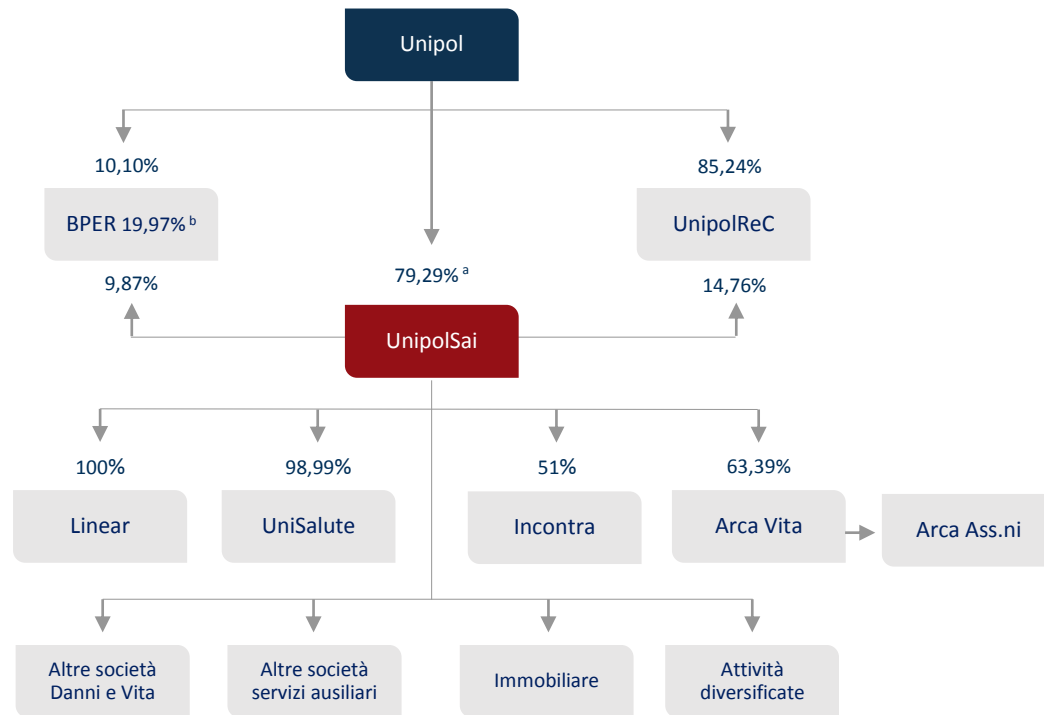 Unipol
10,10%
85,24%
BPER 19,97% ᵇ
UnipolReC
9,87%
79,29% ᵃ
14,76%
UnipolSai
100%
98,99%
51%
63,39%
Linear
UniSalute
Incontra
Arca Vita
Arca Ass.ni
Altre società
Danni e Vita
Altre società
servizi ausiliari
Immobiliare
Attività
diversificate